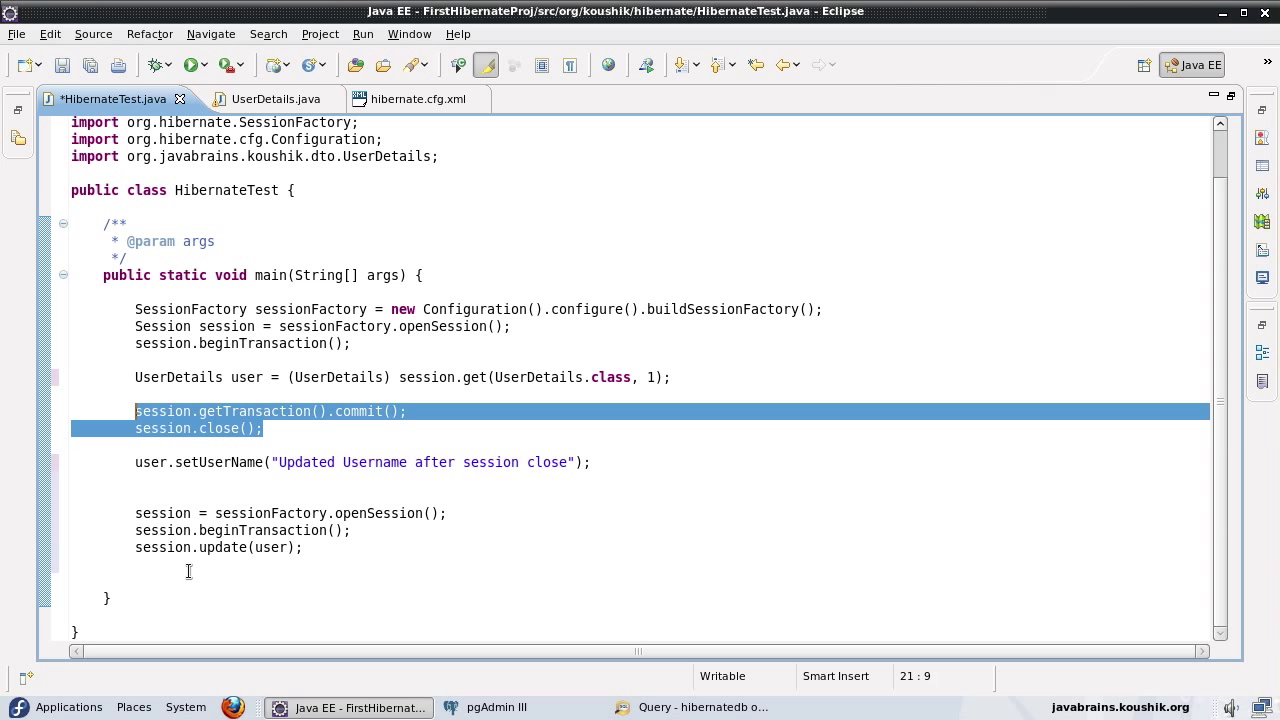 Java EE - FirstHibernateProj/src/org/koushik/hibernate/HibernateTest.java - Eclipse
File Edit Source Refactor Navigate Search Project Run Window Help
Java EE »
*HibernateTest.java UserDetails.java hibernate.cfg.xml
import org.hibernate.SessionFactory;
import org.hibernate.cfg.Configuration;
import org.javabrains.koushik.dto.UserDetails;
public class HibernateTest {
/**
* @param args
*/
public static void main(String[] args) {
SessionFactory sessionFactory = new Configuration().configure().buildSessionFactory();
Session session = sessionFactory.openSession();
session.beginTransaction();
UserDetails user = (UserDetails) session.get(UserDetails.class, 1);
session.getTransaction().commit();
session.close();
user.setUserName("Updated Username after session close");
session = sessionFactory.openSession();
session.beginTransaction();
session.update(user);
}
}
Writable Smart Insert 21 : 9
Applications Places System Java EE - FirstHibernat... pgAdmin III Query - hibernatedb o... javabrains.koushik.org